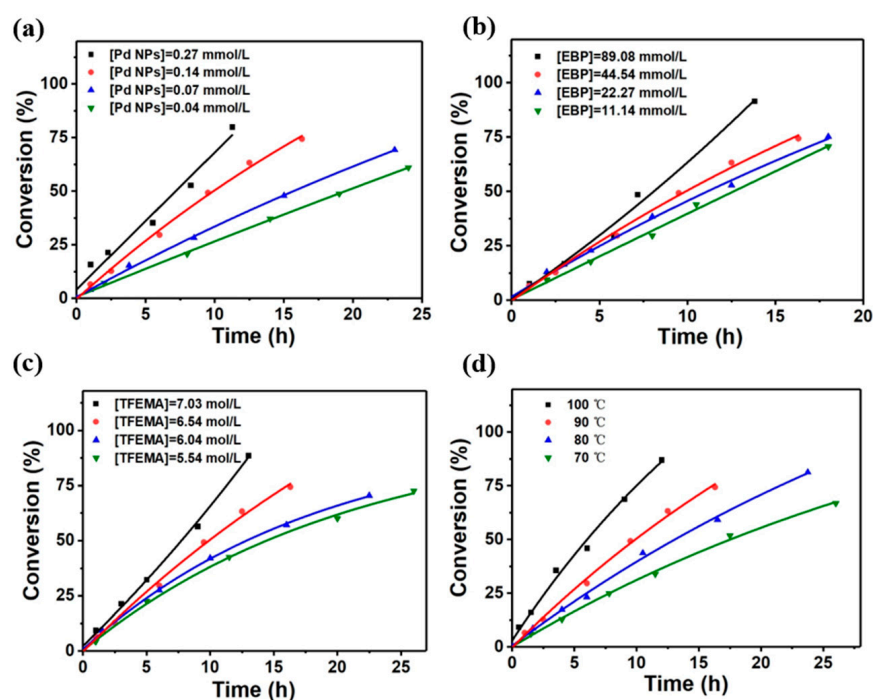 (a)
[Pd NPs]=0.27 mmol/L
[Pd NPs]=0.14 mmol/L
[Pd NPs]=0.07 mmol/L
[Pd NPs]=0.04 mmol/L
Conversion (%)
100
75
50
25
0
0 5 10 15 20 25
Time (h)
(b)
[EBP]=89.08 mmol/L
[EBP]=44.54 mmol/L
[EBP]=22.27 mmol/L
[EBP]=11.14 mmol/L
Conversion (%)
100
75
50
25
0
0 5 10 15 20
Time (h)
(c)
[TFEMA]=7.03 mol/L
[TFEMA]=6.54 mol/L
[TFEMA]=6.04 mol/L
[TFEMA]=5.54 mol/L
Conversion (%)
100
75
50
25
0
0 5 10 15 20 25
Time (h)
(d)
100 ℃
90 ℃
80 ℃
70 ℃
Conversion (%)
100
75
50
25
0
0 5 10 15 20 25
Time (h)